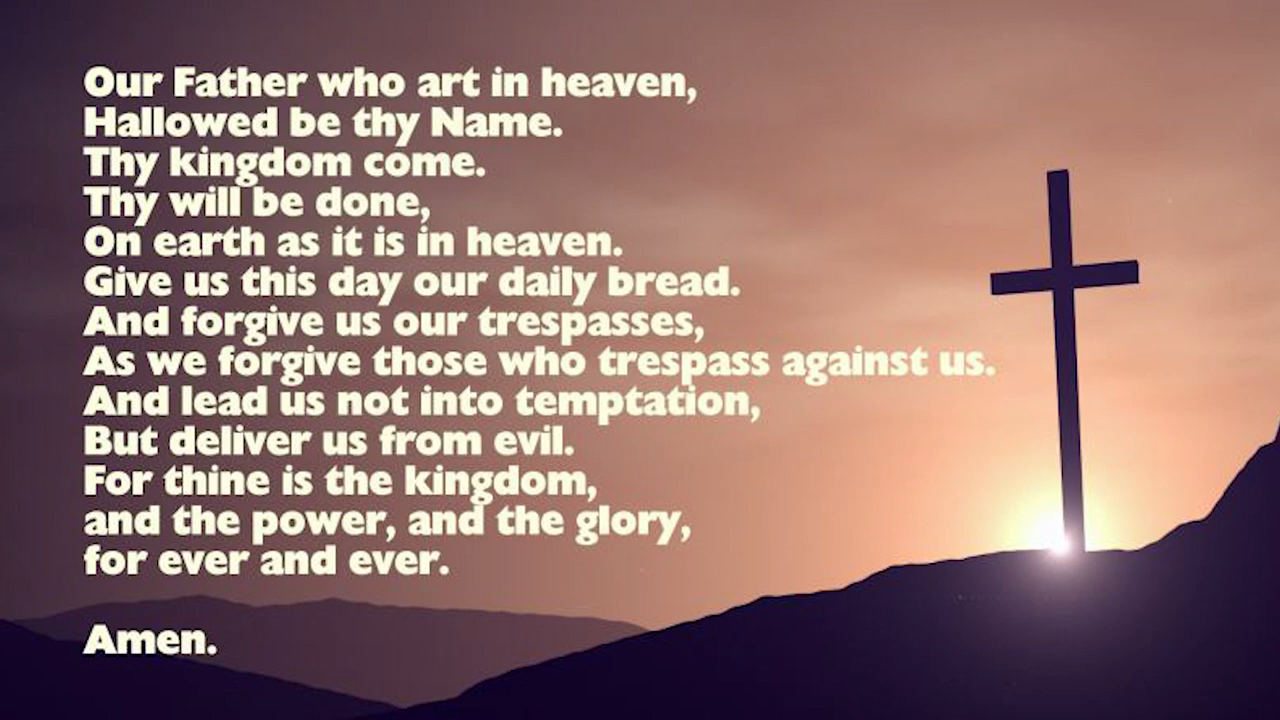 Our Father who art in heaven,
Hallowed be thy Name.
Thy kingdom come.
Thy will be done,
On earth as it is in heaven.
Give us this day our daily bread.
And forgive us our trespasses,
As we forgive those who trespass against us.
And lead us not into temptation,
But deliver us from evil.
For thine is the kingdom,
and the power, and the glory,
for ever and ever.
Amen.